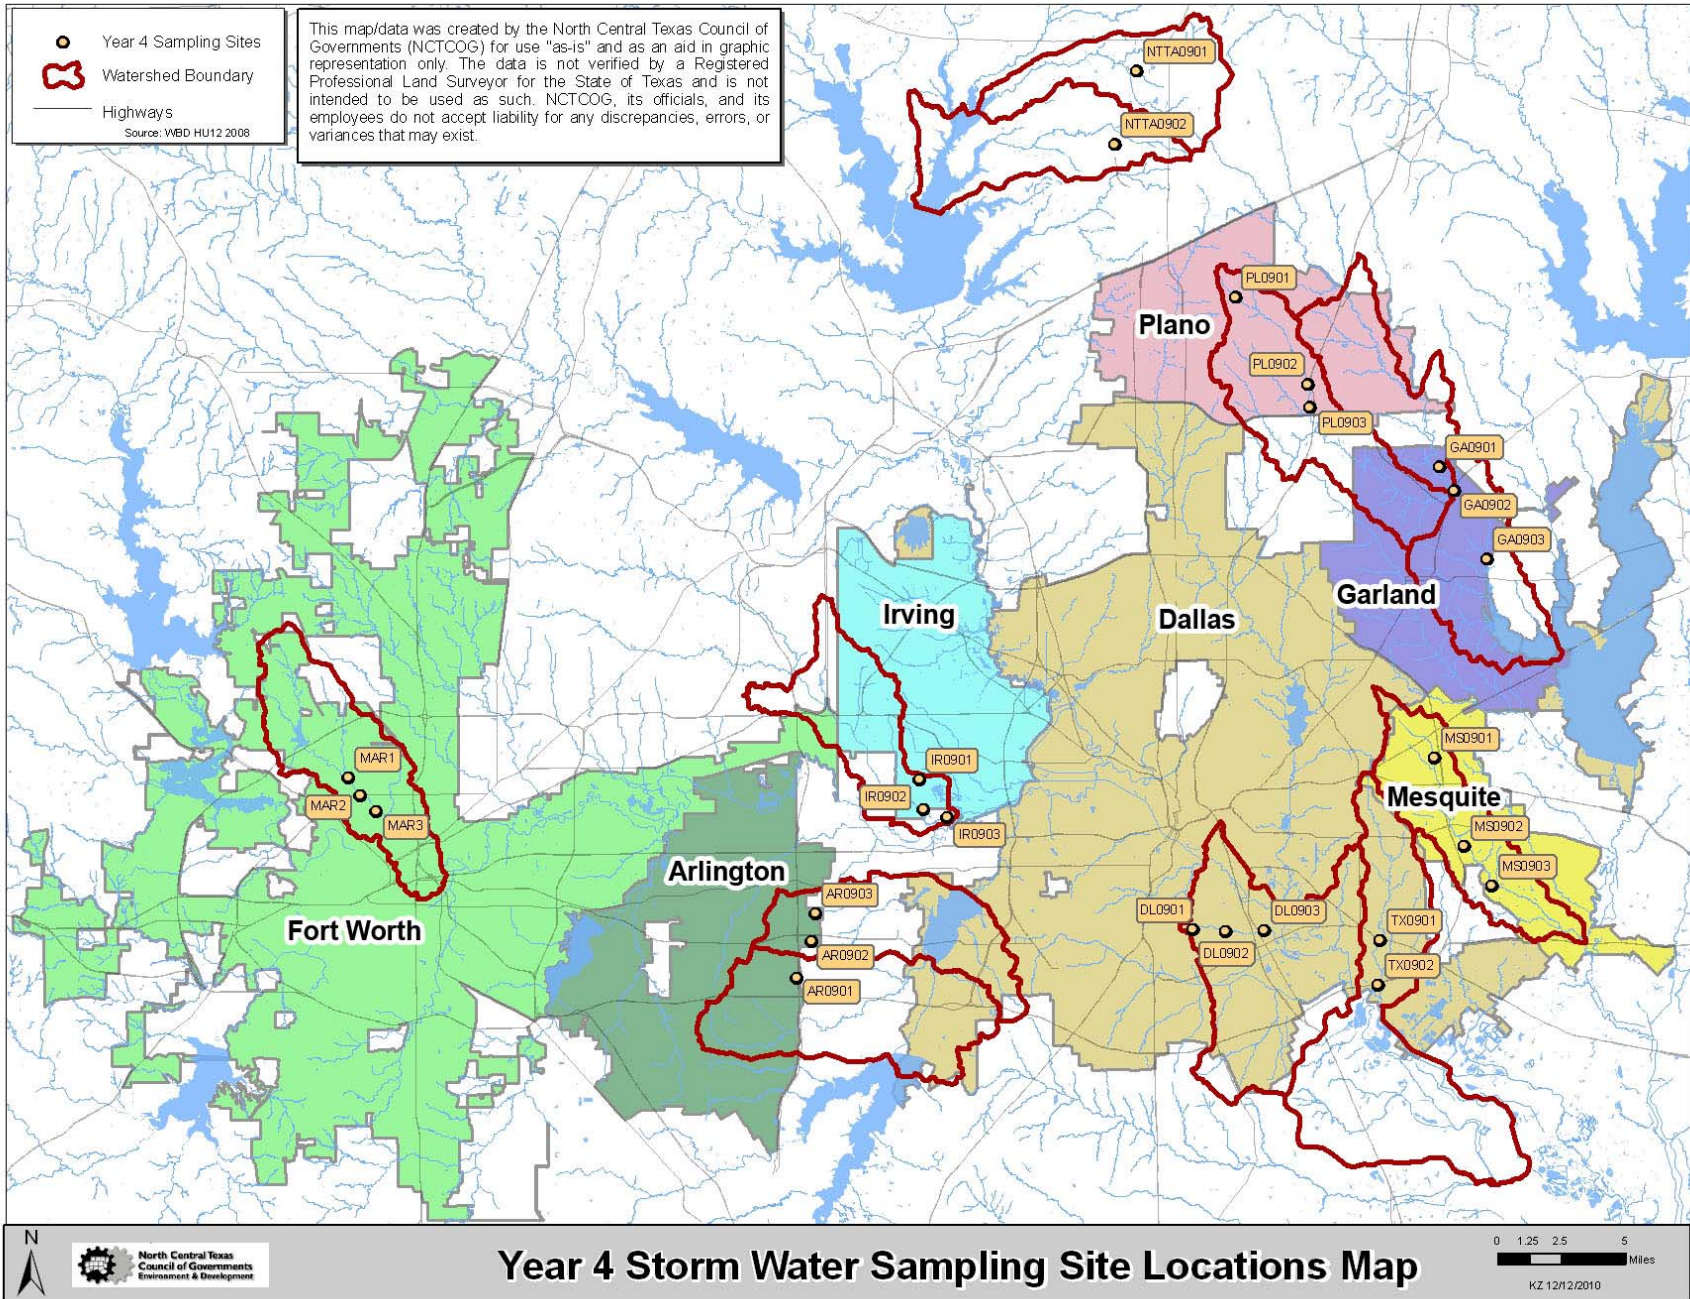 Year 4 Sampling Sites
Watershed Boundary
Highways
Source: WBD HU12 2008
This map/data was created by the North Central Texas Council of
Governments (NCTCOG) for use "as-is" and as an aid in graphic
representation only. The data is not verified by a Registered
Professional Land Surveyor for the State of Texas and is not
intended to be used as such. NCTCOG, its officials, and its
employees do not accept liability for any discrepancies, errors, or
variances that may exist.
NTTA0901
NTTA0902
PL0901
Plano
PL0902
PL0903
GA0901
GA0902
GA0903
Garland
Irving
Dallas
MS0901
IR0901
MAR1
IR0902
Mesquite
MAR2
MAR3
IR0903
MS0902
Arlington
MS0903
AR0903
DL0901
DL0903
TX0901
Fort Worth
AR0902
DL0902
TX0902
AR0901
N
North Central Texas
Council of Governments
Environment & Development
Year 4 Storm Water Sampling Site Locations Map
0 1.25 2.5 5
Miles
KZ 12/12/2010